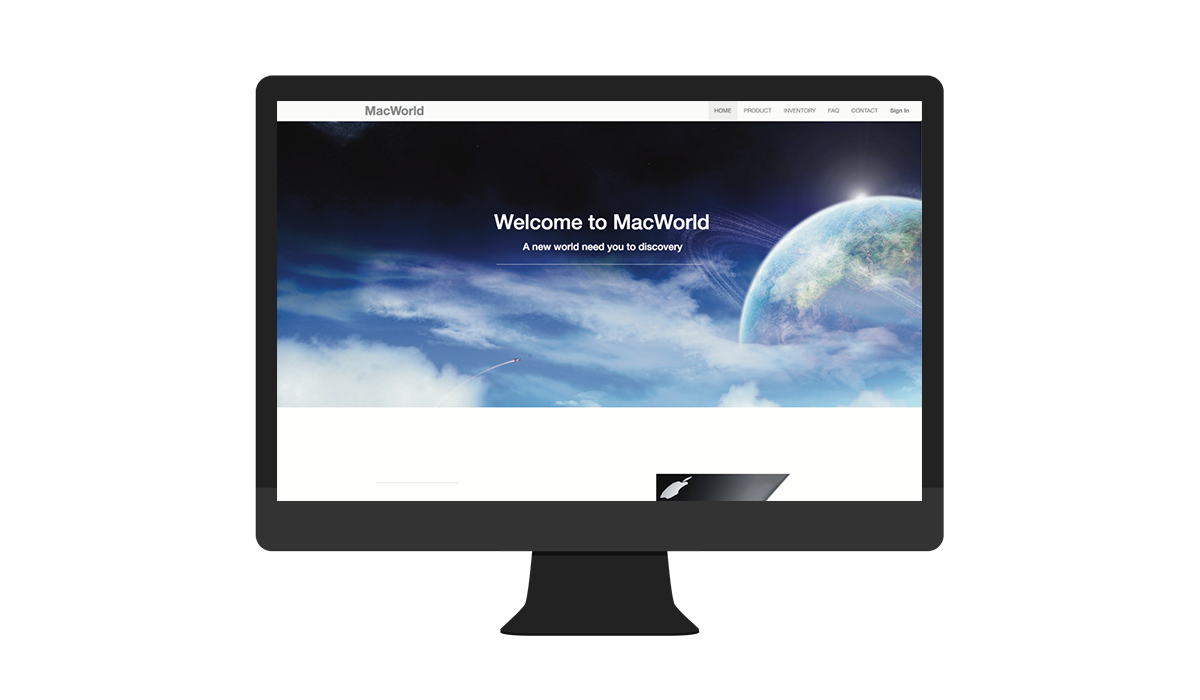 MacWorld
HOME PRODUCT INVENTORY FAQ CONTACT Sign In
Welcome to MacWorld
A new world need you to discovery